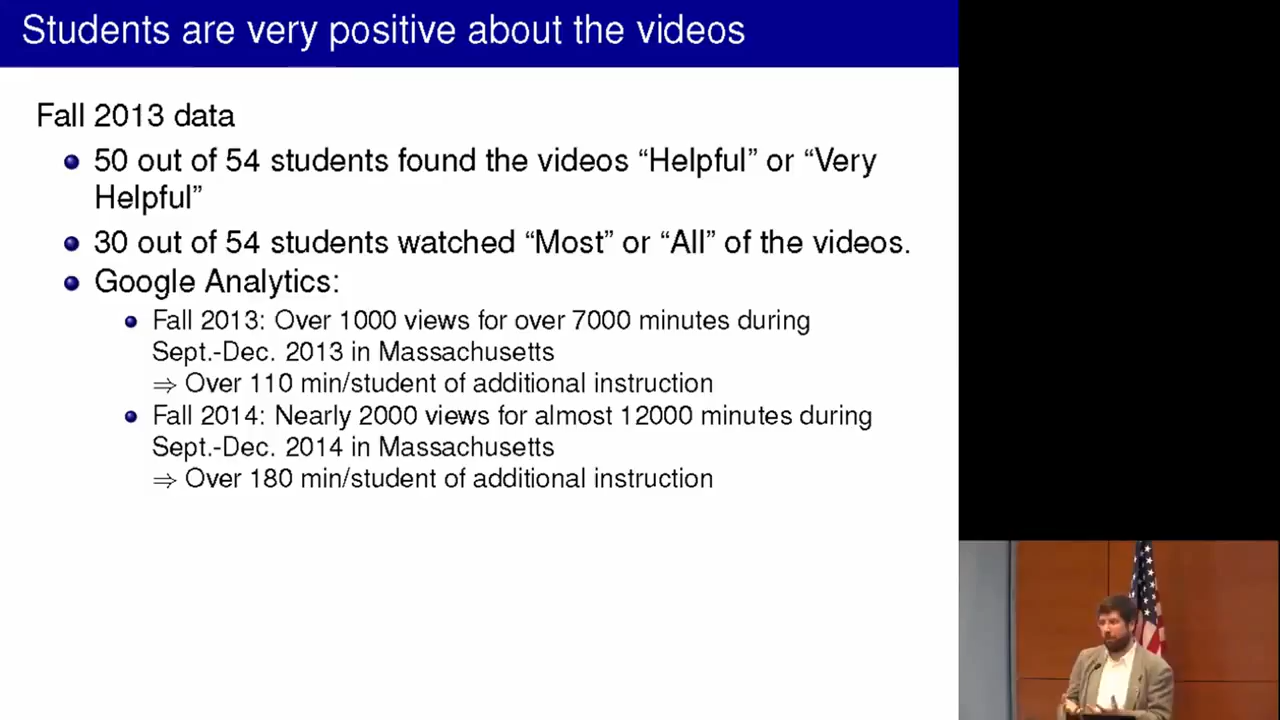 Students are very positive about the videos
Fall 2013 data
50 out of 54 students found the videos “Helpful” or “Very
Helpful”
30 out of 54 students watched “Most” or “All” of the videos.
Google Analytics:
Fall 2013: Over 1000 views for over 7000 minutes during
Sept.-Dec. 2013 in Massachusetts
⇒ Over 110 min/student of additional instruction
Fall 2014: Nearly 2000 views for almost 12000 minutes during
Sept.-Dec. 2014 in Massachusetts
⇒ Over 180 min/student of additional instruction